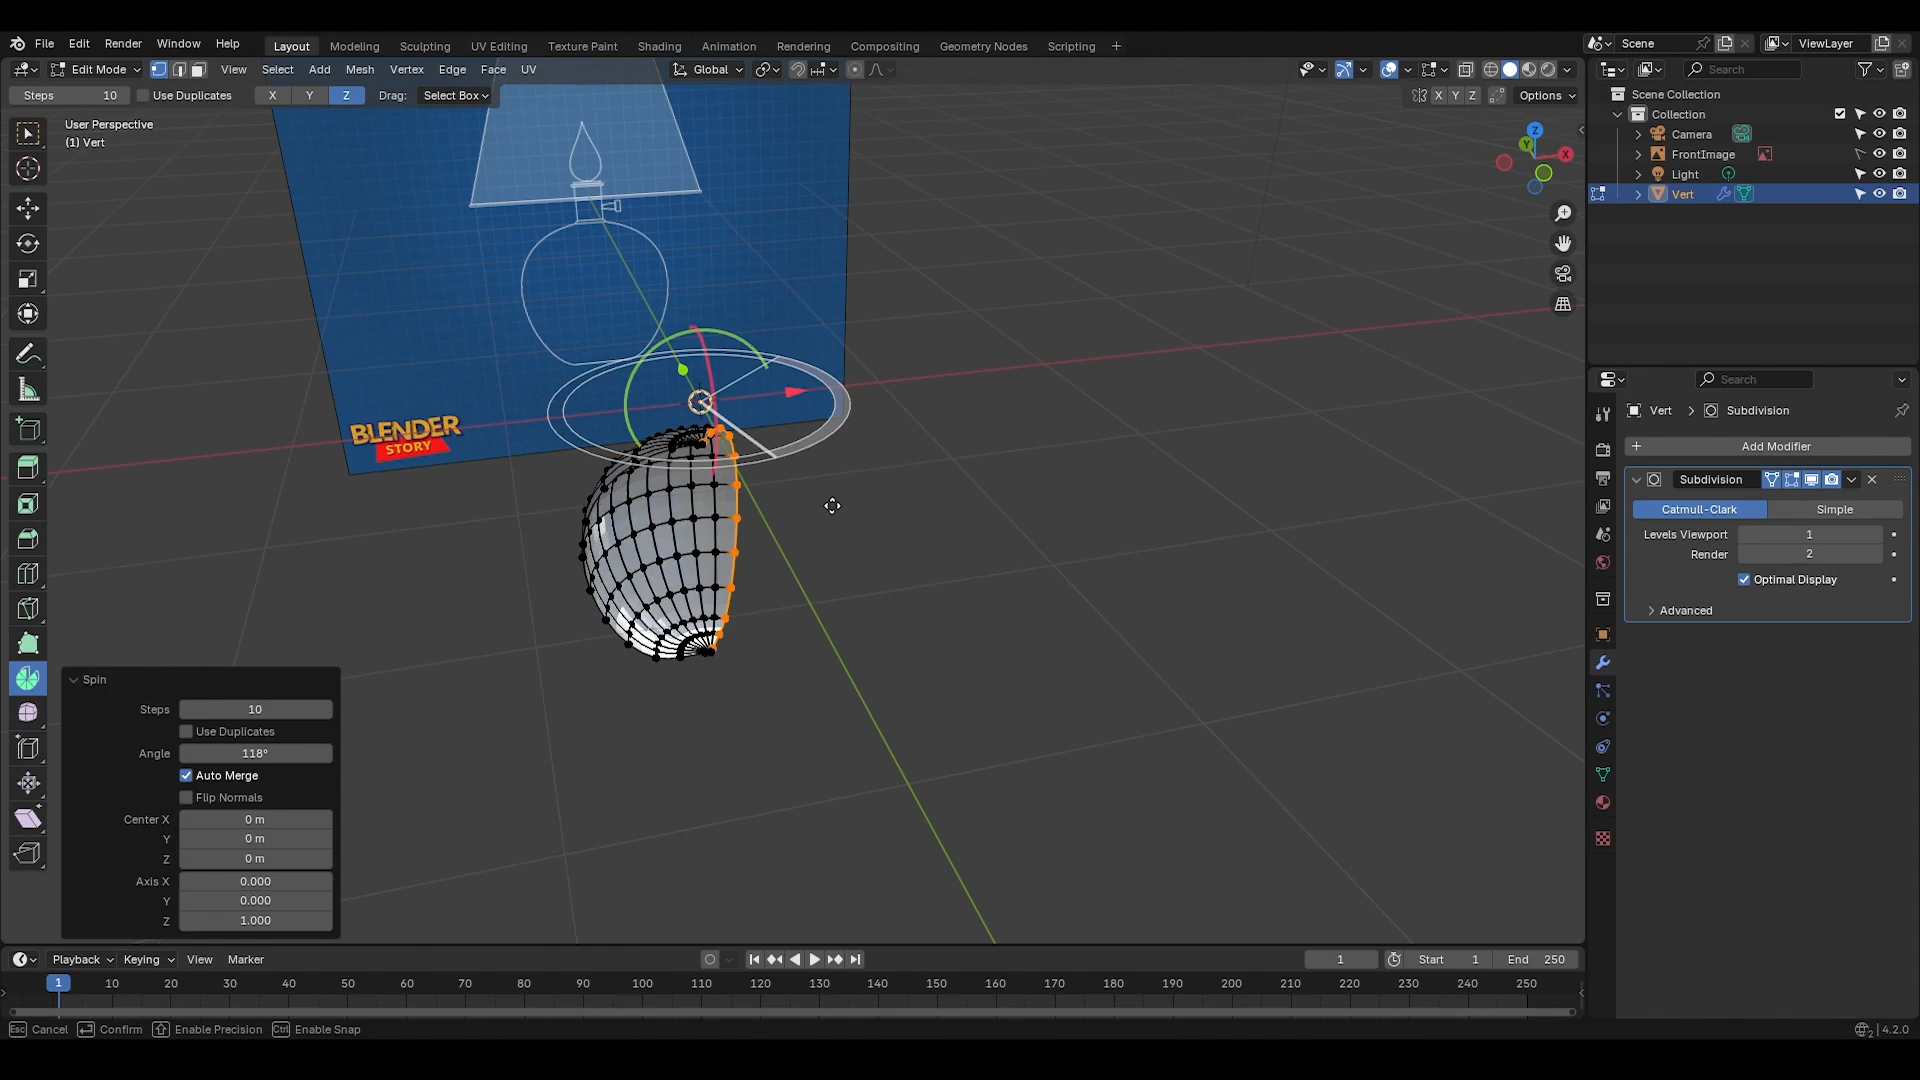 File Edit Render Window Help Layout Modeling Sculpting UV Editing Texture Paint Shading Animation Rendering Compositing Geometry Nodes Scripting + Scene ViewLayer
Edit Mode View Select Add Mesh Vertex Edge Face UV Global Search
Steps 10 Use Duplicates X Y Z Drag: Select Box X Y Z Options
Scene Collection
Collection
Camera
FrontImage
Light
Vert
User Perspective
(1) Vert
Z
Y
X
BLENDER
STORY
Search
Vert Subdivision
+ Add Modifier
Subdivision
Catmull-Clark Simple
Levels Viewport 1
Render 2
Optimal Display
Advanced
Spin
Steps 10
Use Duplicates
Angle 118°
Auto Merge
Flip Normals
Center X 0 m
Y 0 m
Z 0 m
Axis X 0.000
Y 0.000
Z 1.000
Playback Keying View Marker 1 Start 1 End 250
1 10 20 30 40 50 60 70 80 90 100 110 120 130 140 150 160 170 180 190 200 210 220 230 240 250
Esc Cancel Confirm Enable Precision Ctrl Enable Snap 4.2.0